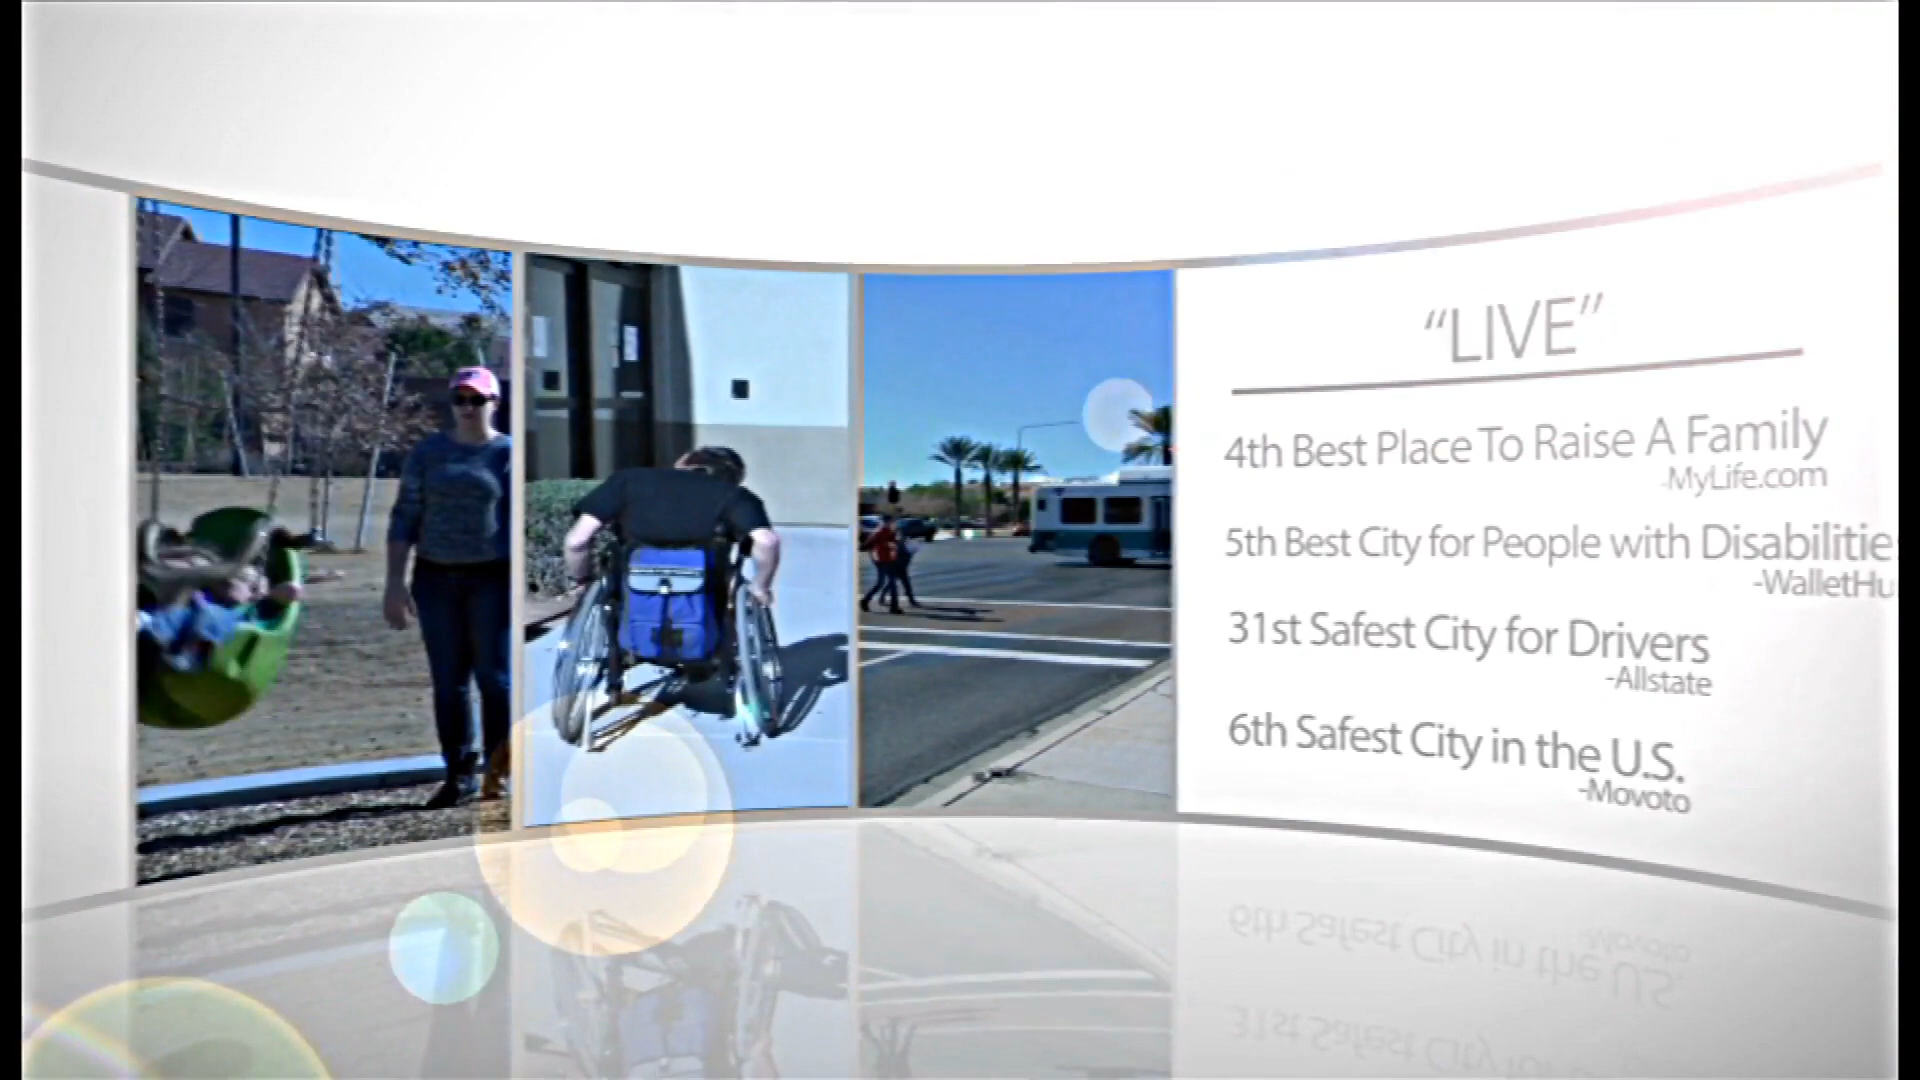 “LIVE”
4th Best Place To Raise A Family
-MyLife.com
5th Best City for People with Disabilitie
-WalletHu
31st Safest City for Drivers
-Allstate
6th Safest City in the U.S.
-Movoto